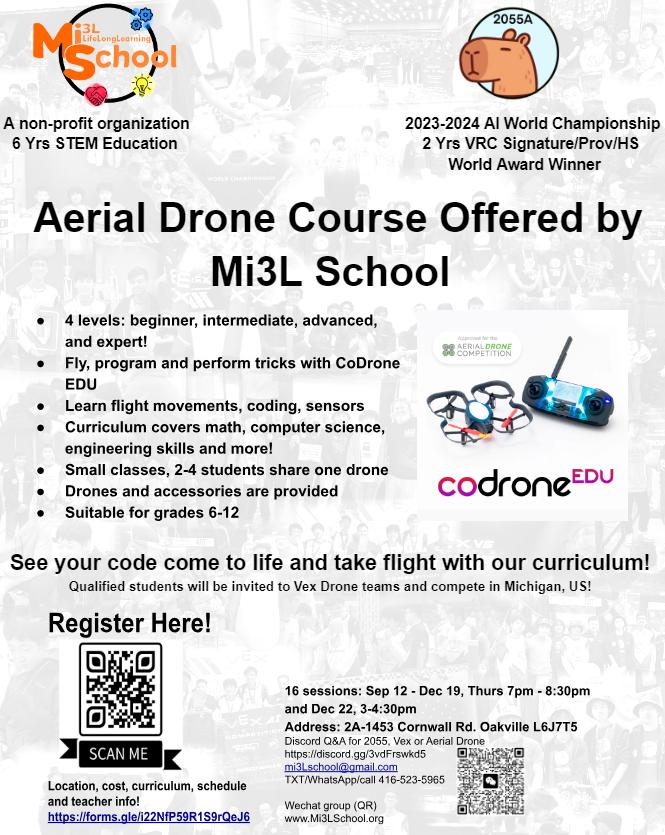 Mi3L
LifeLongLearning
School
2055A
A non-profit organization
6 Yrs STEM Education
2023-2024 AI World Championship
2 Yrs VRC Signature/Prov/HS
World Award Winner
Aerial Drone Course Offered by
Mi3L School
● 4 levels: beginner, intermediate, advanced,
and expert!
● Fly, program and perform tricks with CoDrone
EDU
● Learn flight movements, coding, sensors
● Curriculum covers math, computer science,
engineering skills and more!
● Small classes, 2-4 students share one drone
● Drones and accessories are provided
● Suitable for grades 6-12
Approved for the
AERIAL DRONE
COMPETITION
codrone EDU
See your code come to life and take flight with our curriculum!
Qualified students will be invited to Vex Drone teams and compete in Michigan, US!
Register Here!
SCAN ME
Location, cost, curriculum, schedule
and teacher info!
https://forms.gle/i22NfP59R1S9rQeJ6
16 sessions: Sep 12 - Dec 19, Thurs 7pm - 8:30pm
and Dec 22, 3-4:30pm
Address: 2A-1453 Cornwall Rd. Oakville L6J7T5
Discord Q&A for 2055, Vex or Aerial Drone
https://discord.gg/3vdFrswkd5
mi3Lschool@gmail.com
TXT/WhatsApp/call 416-523-5965
Wechat group (QR)
www.Mi3LSchool.org